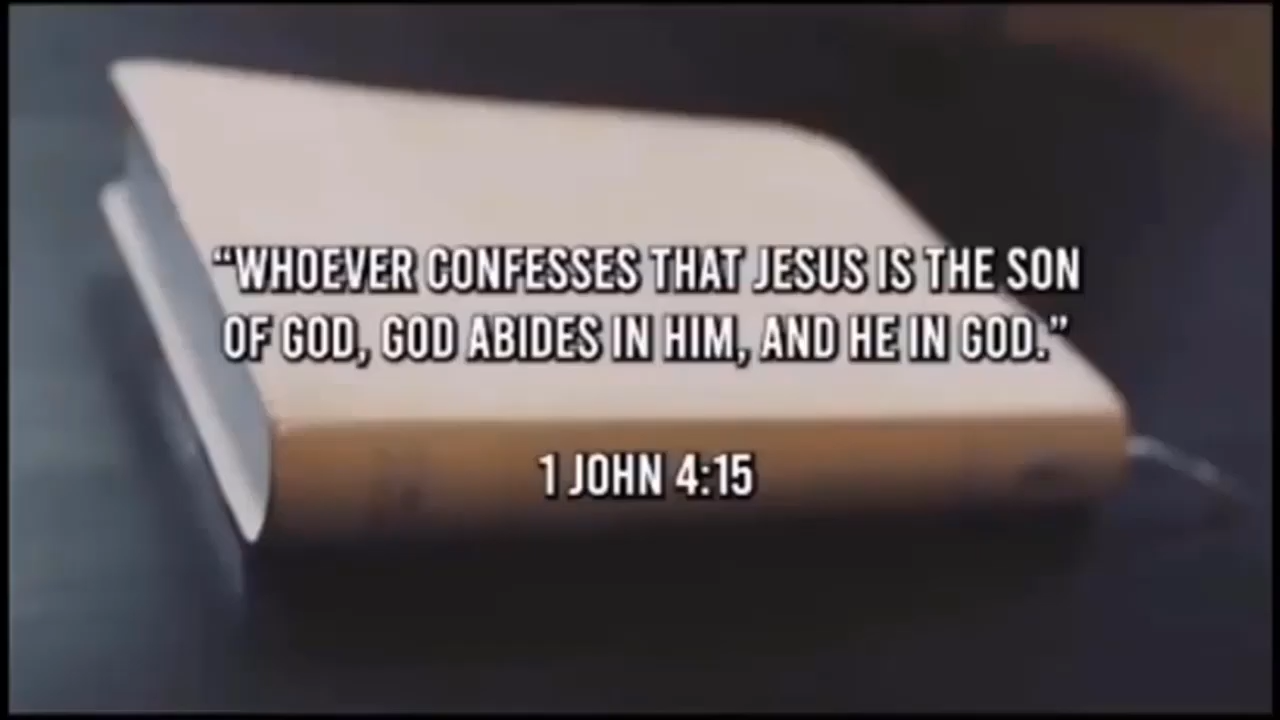 “WHOEVER CONFESSES THAT JESUS IS THE SON
OF GOD, GOD ABIDES IN HIM, AND HE IN GOD.”
1 JOHN 4:15